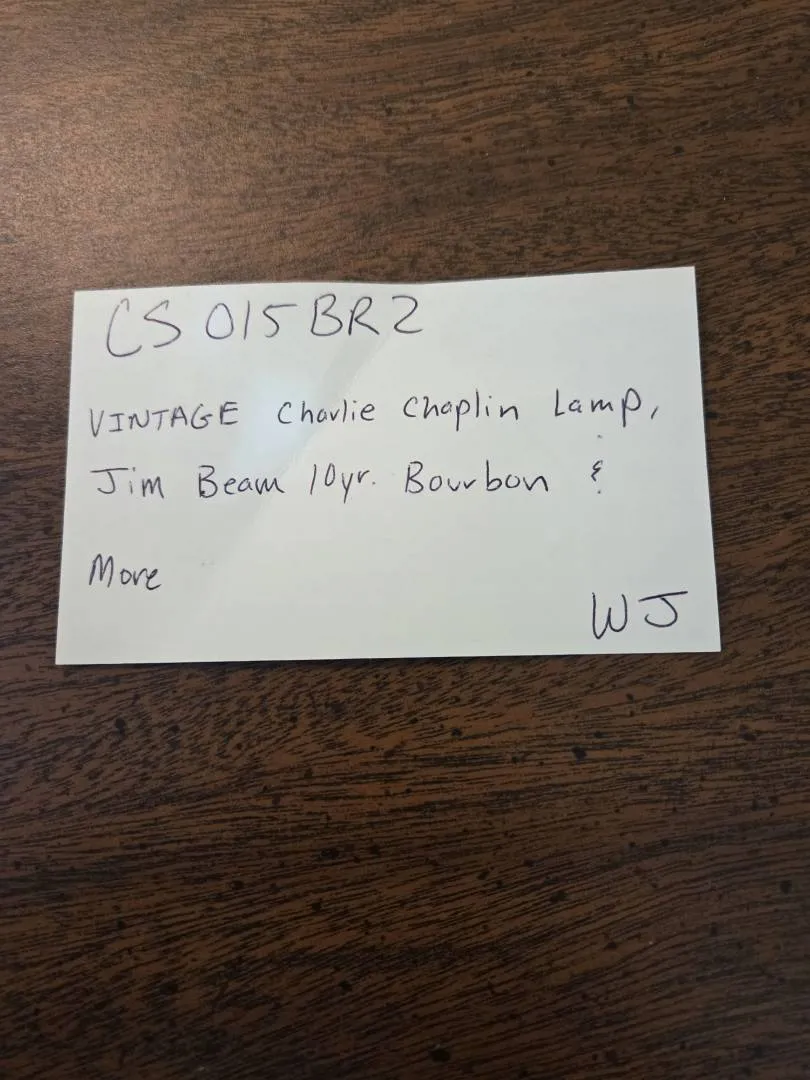 CS 015 BR2
VINTAGE Charlie Chaplin Lamp,
Jim Beam 10yr. Bourbon &
More
WJ